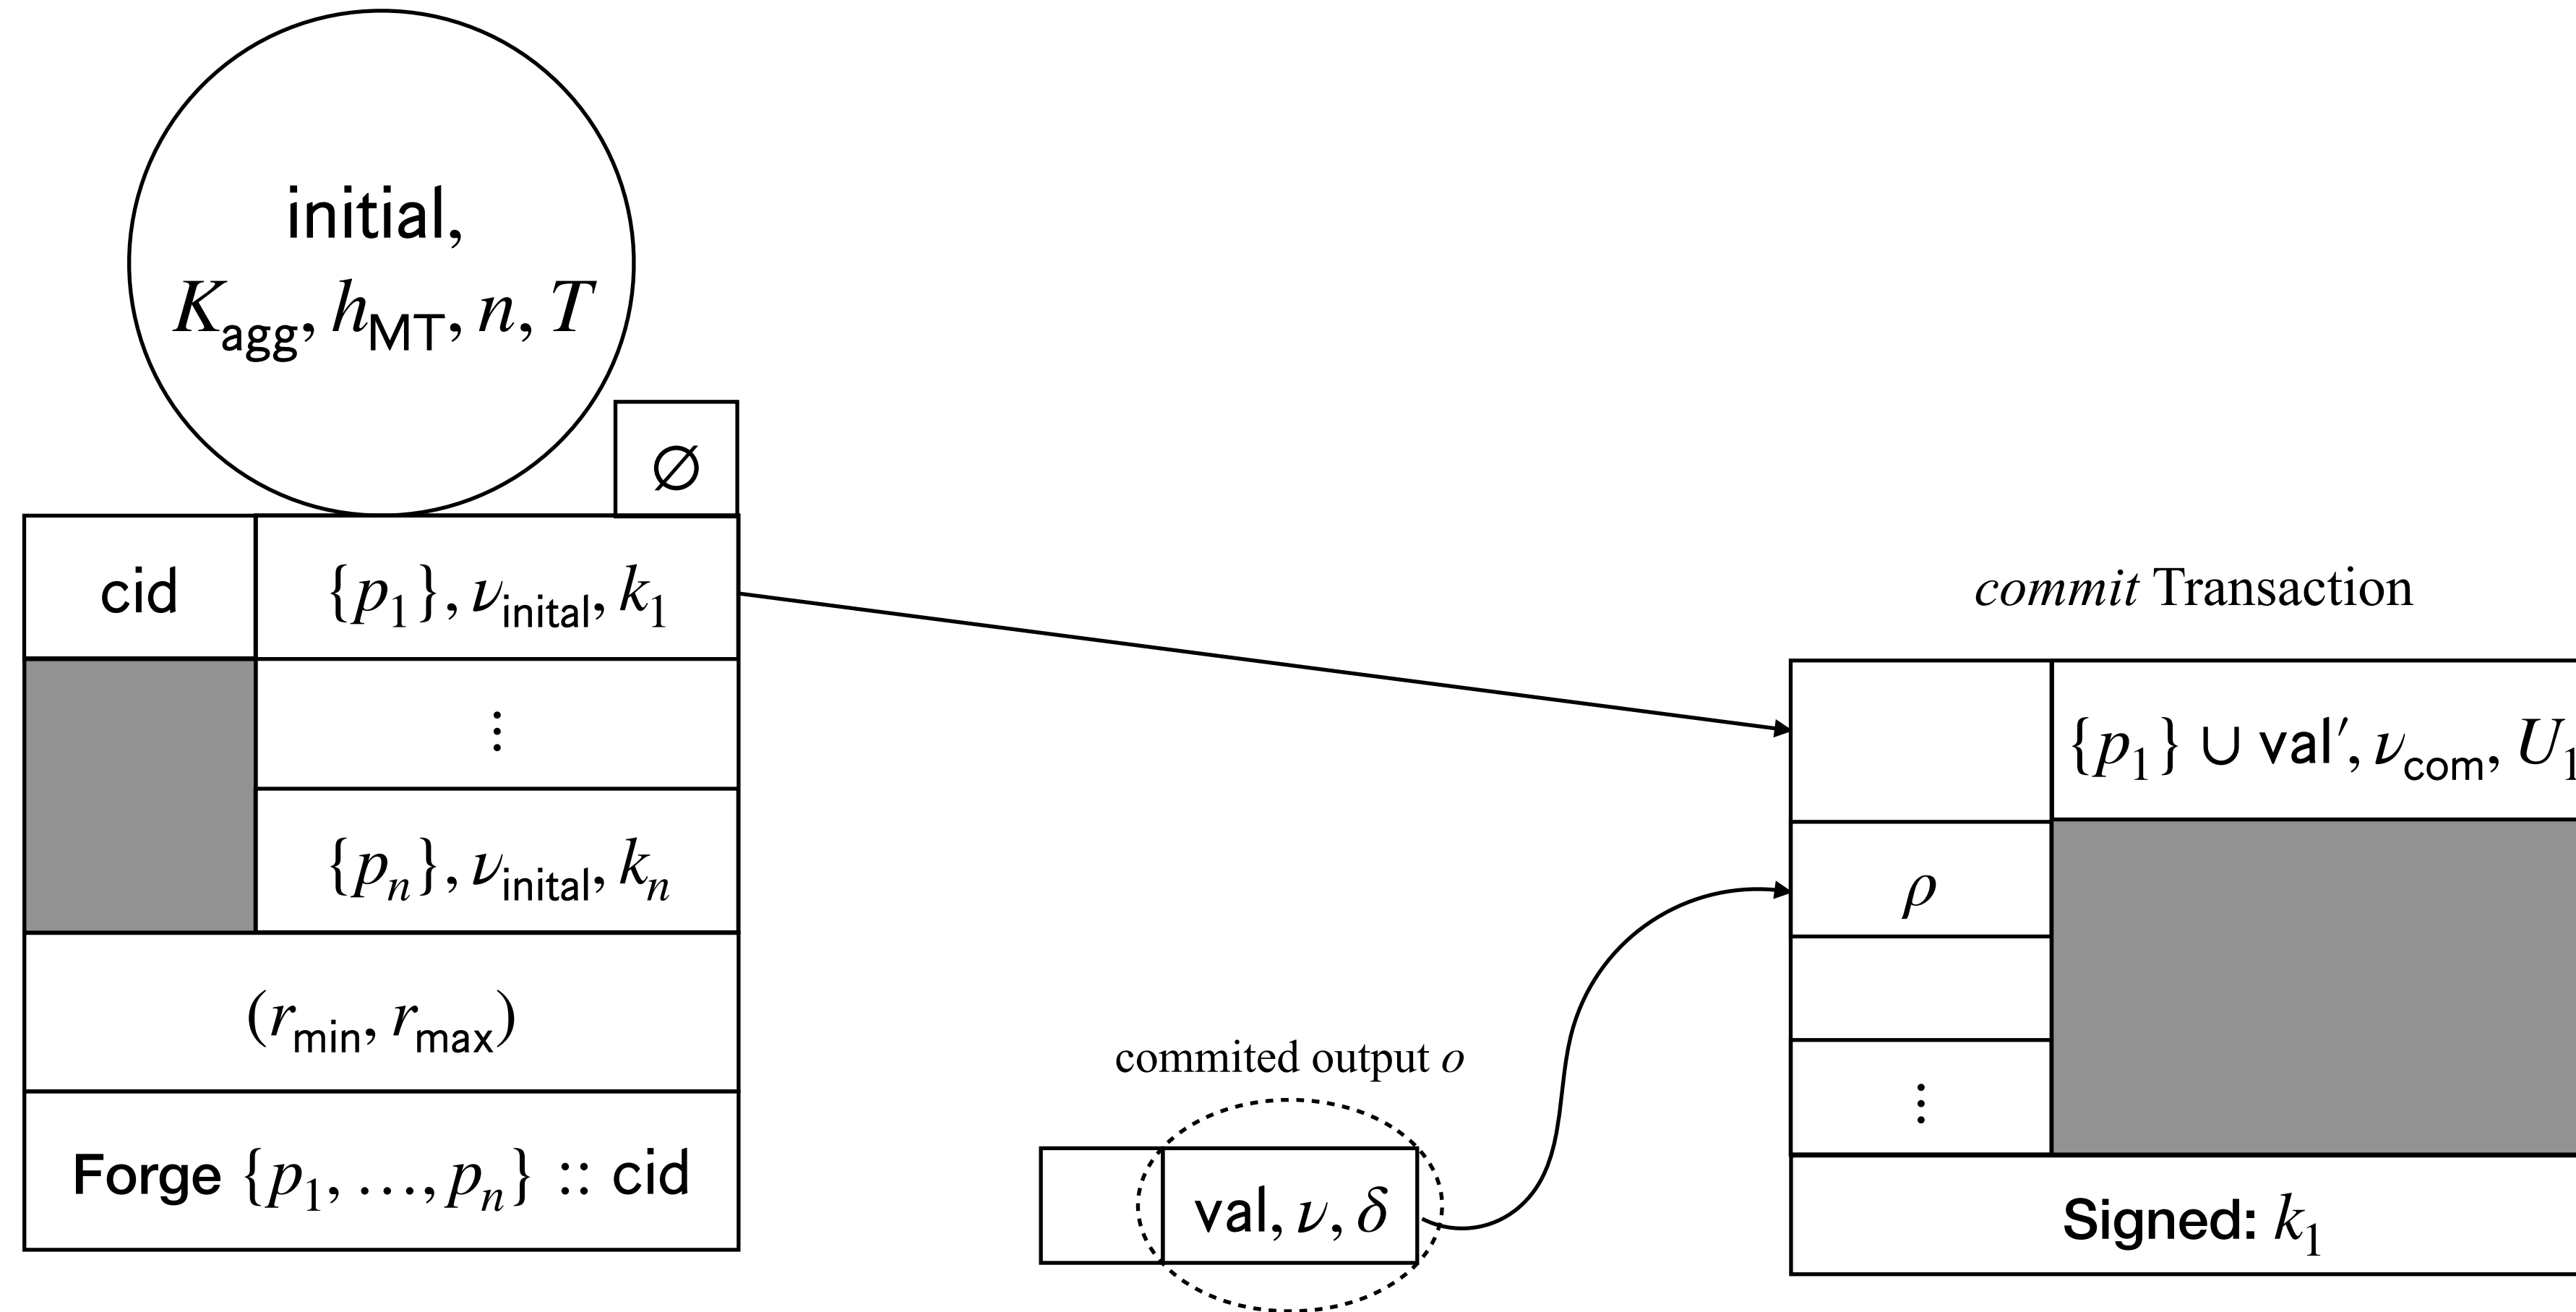 initial,
K_agg, h_MT, n, T
∅
cid
{p_1}, ν_inital, k_1
⋮
{p_n}, ν_inital, k_n
(r_min, r_max)
Forge {p_1, …, p_n} :: cid
commited output o
val, ν, δ
commit Transaction
{p_1} ∪ val′, ν_com, U_1
ρ
⋮
Signed: k_1